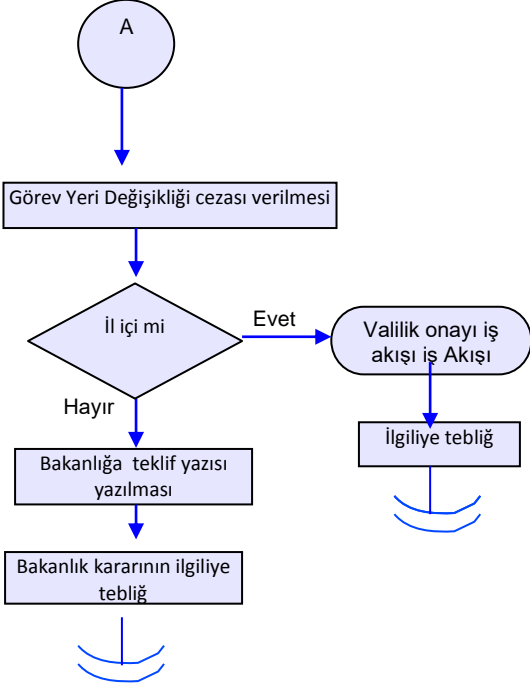 A
Görev Yeri Değişikliği cezası verilmesi
İl içi mi
Evet
Valilik onayı iş
akışı iş Akışı
Hayır
İlgiliye tebliğ
Bakanlığa teklif yazısı
yazılması
Bakanlık kararının ilgiliye
tebliğ